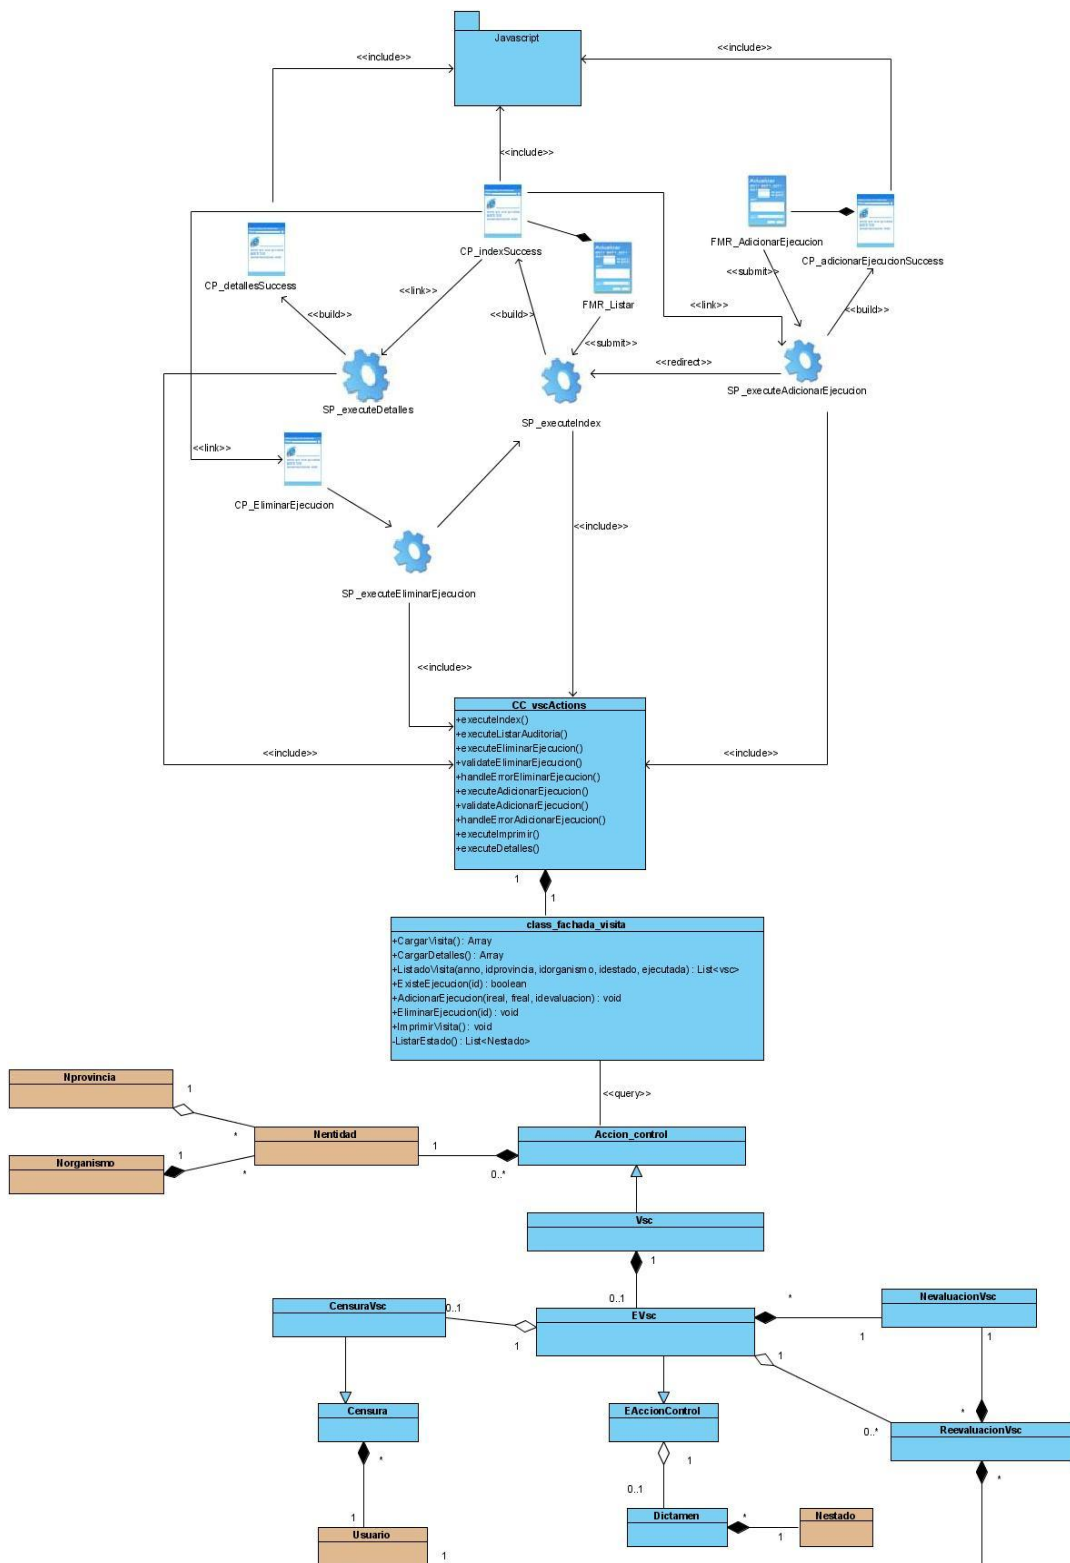 Javascript
<<include>>
<<include>>
<<include>>
CP_indexSuccess
FMR_AdicionarEjecucion
CP_adicionarEjecucionSuccess
CP_detallesSuccess
<<submit>>
<<link>>
FMR_Listar
<<link>>
<<build>>
<<build>>
<<build>>
<<submit>>
<<redirect>>
SP_executeDetalles
SP_executeIndex
SP_executeAdicionarEjecucion
<<link>>
CP_EliminarEjecucion
<<include>>
SP_executeEliminarEjecucion
<<include>>
CC_vscActions
+executeIndex()
+executeListarAuditoria()
+executeEliminarEjecucion()
+validateEliminarEjecucion()
+handleErrorEliminarEjecucion()
+executeAdicionarEjecucion()
+validateAdicionarEjecucion()
+handleErrorAdicionarEjecucion()
+executeImprimir()
+executeDetalles()
<<include>>
<<include>>
1
1
class_fachada_visita
+CargarVisita() : Array
+CargarDetalles() : Array
+ListadoVisita(anno, idprovincia, idorganismo, idestado, ejecutada) : List<vsc>
+ExisteEjecucion(id) : boolean
+AdicionarEjecucion(ireal, freal, idevaluacion) : void
+EliminarEjecucion(id) : void
+ImprimirVisita() : void
-ListarEstado() : List<Nestado>
<<query>>
Nprovincia
1
*
Nentidad
1
0..*
Accion_control
Norganismo
1
*
Vsc
1
0..1
CensuraVsc
0..1
1
EVsc
*
1
NevaluacionVsc
1
1
*
0..*
ReevaluacionVsc
*
Censura
*
1
EAccionControl
1
0..1
Dictamen
*
1
Nestado
Usuario
1